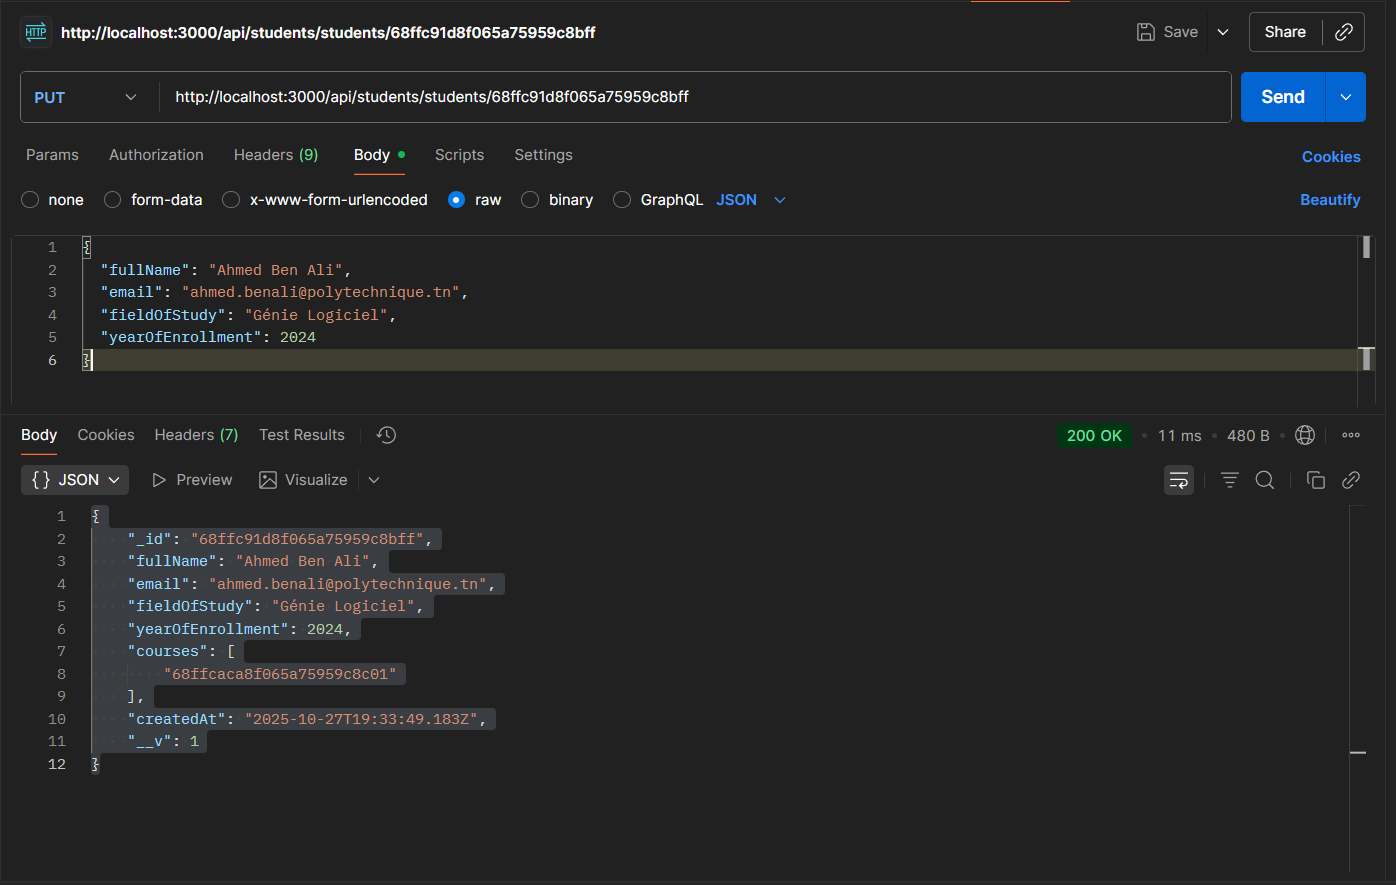 HTTP http://localhost:3000/api/students/students/68ffc91d8f065a75959c8bff Save Share
PUT http://localhost:3000/api/students/students/68ffc91d8f065a75959c8bff Send
Params Authorization Headers (9) Body Scripts Settings Cookies
none form-data x-www-form-urlencoded raw binary GraphQL JSON Beautify
1 {
2 "fullName": "Ahmed Ben Ali",
3 "email": "ahmed.benali@polytechnique.tn",
4 "fieldOfStudy": "Génie Logiciel",
5 "yearOfEnrollment": 2024
6 }
Body Cookies Headers (7) Test Results 200 OK 11 ms 480 B
{} JSON Preview Visualize
1 {
2 "_id": "68ffc91d8f065a75959c8bff",
3 "fullName": "Ahmed Ben Ali",
4 "email": "ahmed.benali@polytechnique.tn",
5 "fieldOfStudy": "Génie Logiciel",
6 "yearOfEnrollment": 2024,
7 "courses": [
8 "68ffcaca8f065a75959c8c01"
9 ],
10 "createdAt": "2025-10-27T19:33:49.183Z",
11 "__v": 1
12 }